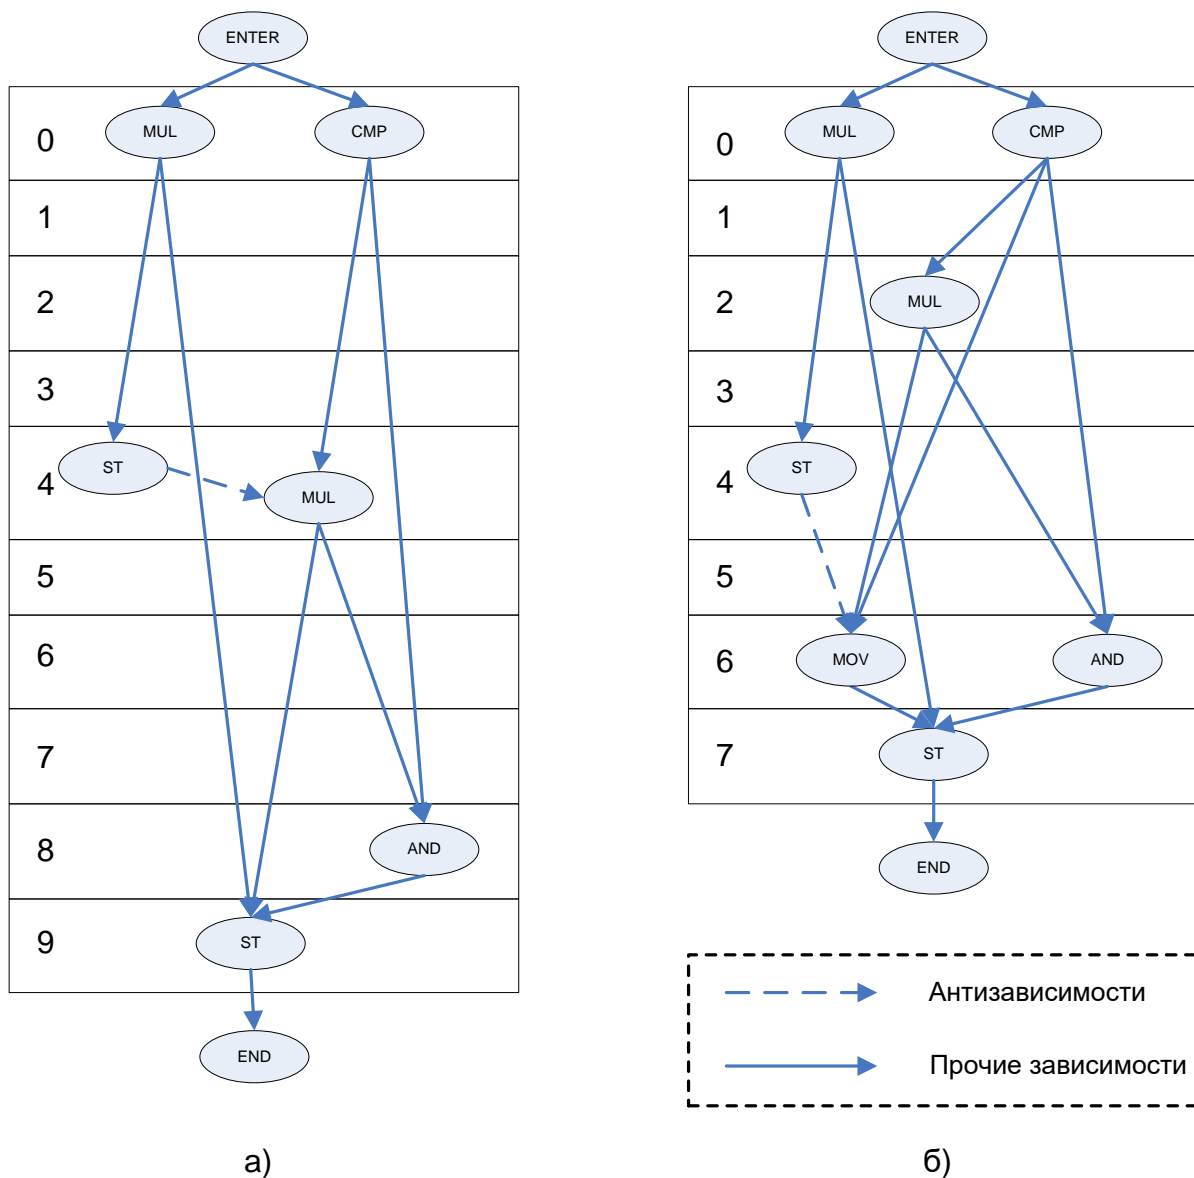 ENTER
0 MUL CMP
1
2
3
4 ST MUL
5
6
7
8 AND
9 ST
END
а)
ENTER
0 MUL CMP
1
2 MUL
3
4 ST
5
6 MOV AND
7 ST
END
Антизависимости
Прочие зависимости
б)